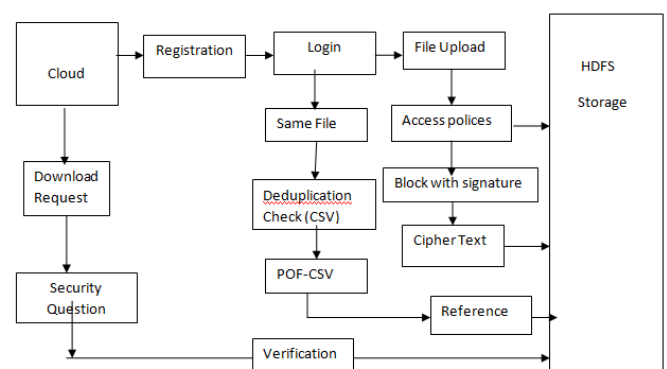 Cloud
Registration
Login
File Upload
HDFS
Storage
Same File
Access polices
Download
Request
Deduplication
Check (CSV)
Block with signature
Cipher Text
POF-CSV
Security
Question
Reference
Verification